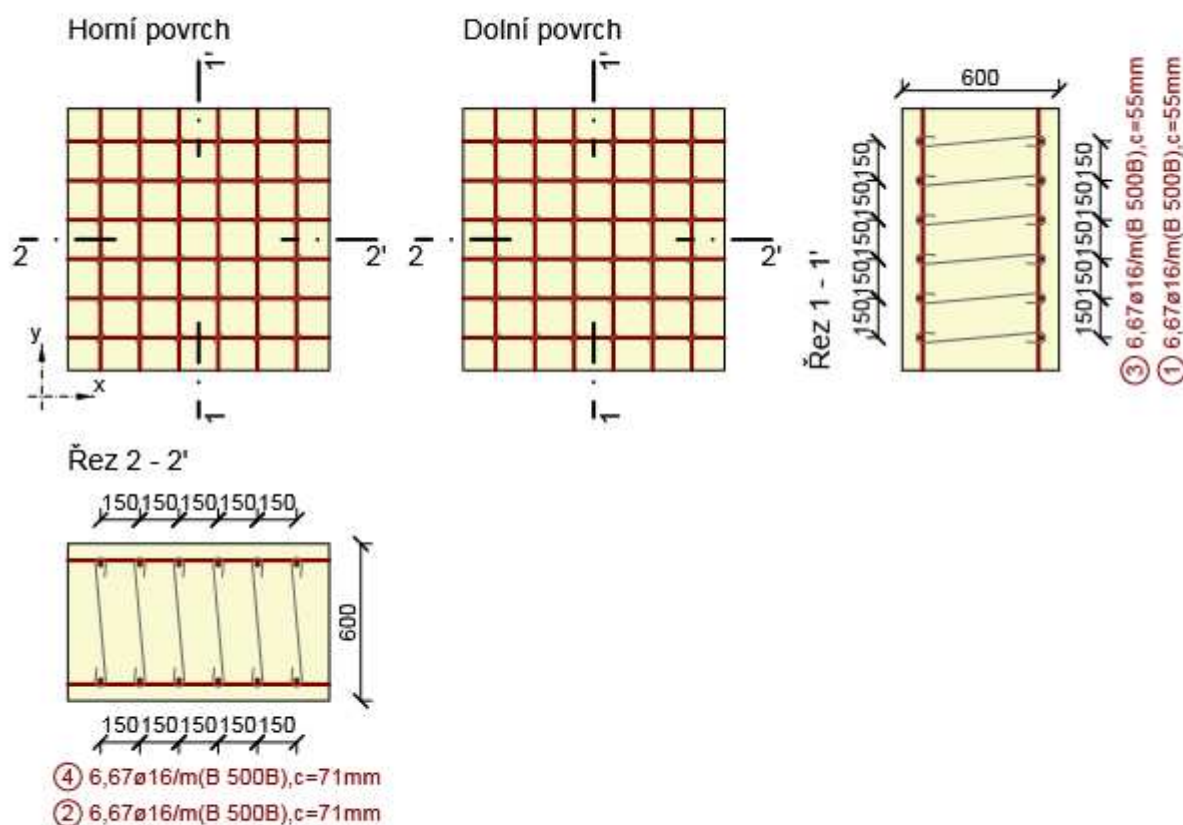 Horní povrch
Dolní povrch
1'
1'
600
2
2'
2
2'
150 150 150 150 150
150 150 150 150 150
Řez 1 - 1'
③ 6,67ø16/m(B 500B),c=55mm
① 6,67ø16/m(B 500B),c=55mm
y
x
1
1
Řez 2 - 2'
150 150 150 150 150
600
150 150 150 150 150
④ 6,67ø16/m(B 500B),c=71mm
② 6,67ø16/m(B 500B),c=71mm